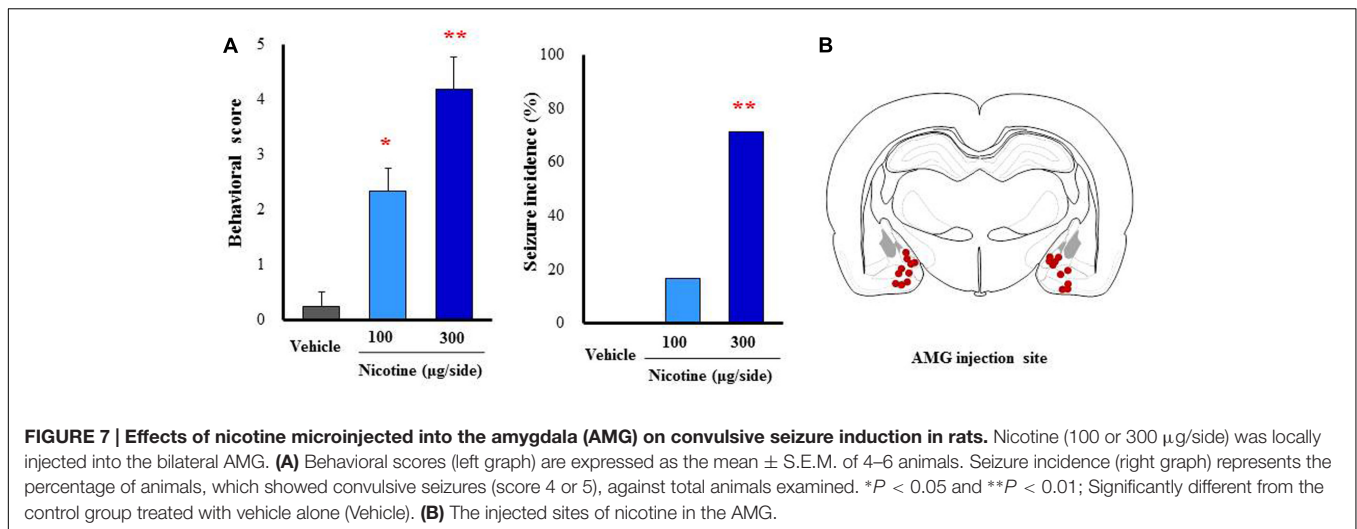 A
B
5
4
3
2
1
0
Behavioral score
*
**
Vehicle
100
300
Nicotine (μg/side)
100
80
60
40
20
0
Seizure incidence (%)
**
Vehicle
100
300
Nicotine (μg/side)
AMG injection site
FIGURE 7 | Effects of nicotine microinjected into the amygdala (AMG) on convulsive seizure induction in rats. Nicotine (100 or 300 μg/side) was locally
injected into the bilateral AMG. (A) Behavioral scores (left graph) are expressed as the mean ± S.E.M. of 4–6 animals. Seizure incidence (right graph) represents the
percentage of animals, which showed convulsive seizures (score 4 or 5), against total animals examined. *P < 0.05 and **P < 0.01; Significantly different from the
control group treated with vehicle alone (Vehicle). (B) The injected sites of nicotine in the AMG.